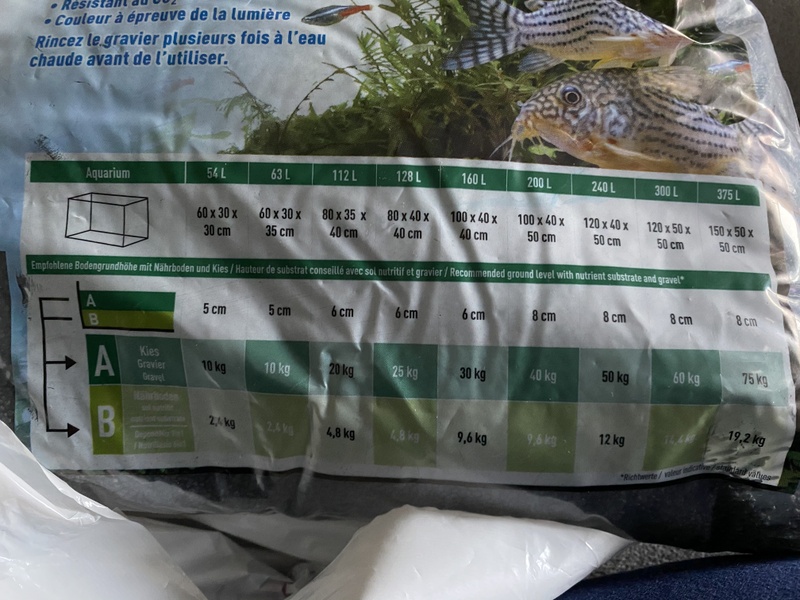 • Résistant au CO₂
• Couleur à épreuve de la lumière
Rincez le gravier plusieurs fois à l'eau
chaude avant de l'utiliser.
Aquarium 54 L 63 L 112 L 128 L 160 L 200 L 240 L 300 L 375 L
60 x 30 x 60 x 30 x 80 x 35 x 80 x 40 x 100 x 40 x 100 x 40 x 120 x 40 x 120 x 50 x 150 x 50 x
30 cm 35 cm 40 cm 40 cm 40 cm 50 cm 50 cm 50 cm 50 cm
Empfohlene Bodengrundhöhe mit Nährboden und Kies / Hauteur de substrat conseillé avec sol nutritif et gravier / Recommended ground level with nutrient substrate and gravel*
A
B
5 cm 5 cm 6 cm 6 cm 6 cm 8 cm 8 cm 8 cm 8 cm
A Kies
Gravier
Gravel
10 kg 10 kg 20 kg 25 kg 30 kg 40 kg 50 kg 60 kg 75 kg
B Nährboden
2,4 kg 2,4 kg 4,8 kg 4,8 kg 9,6 kg 9,6 kg 12 kg 14,4 kg 19,2 kg
*Richtwerte / valeur indicative /